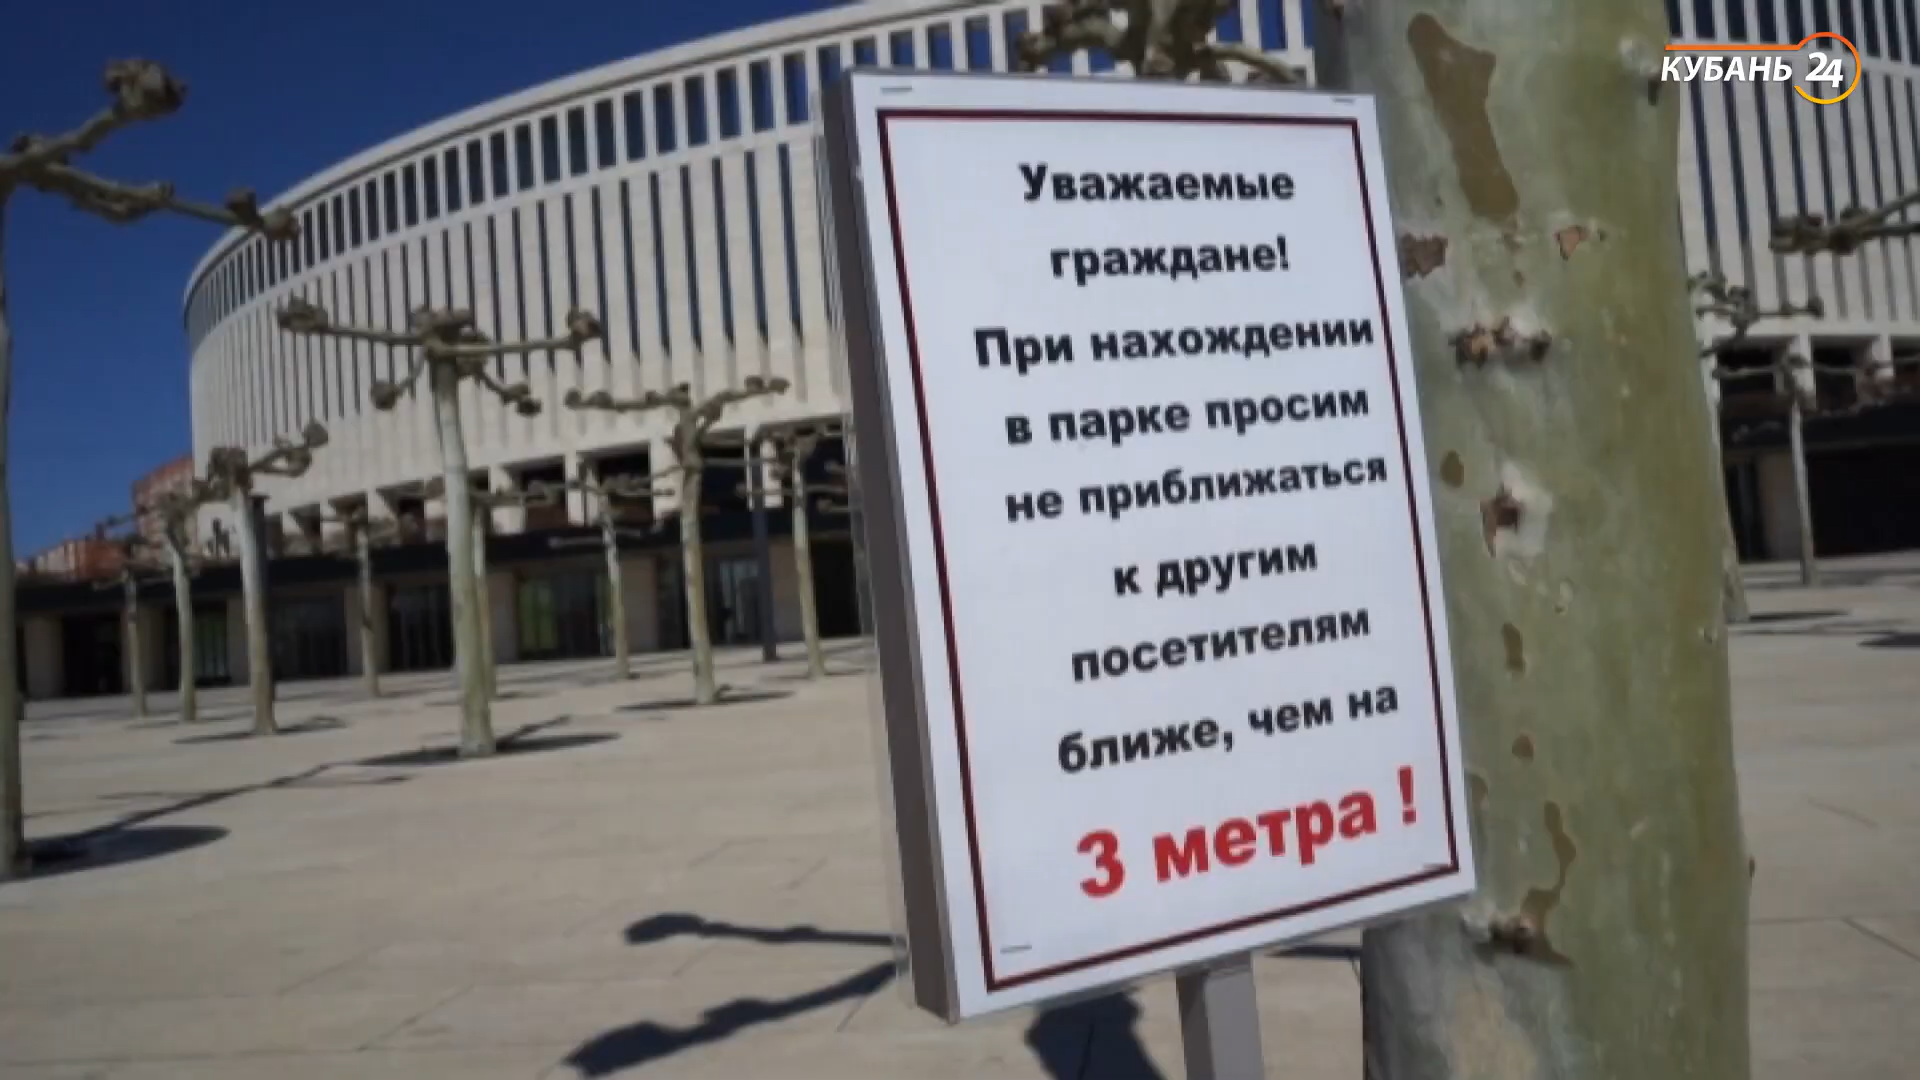 КУБАНЬ 24
Уважаемые
граждане!
При нахождении
в парке просим
не приближаться
к другим
посетителям
ближе, чем на
3 метра !